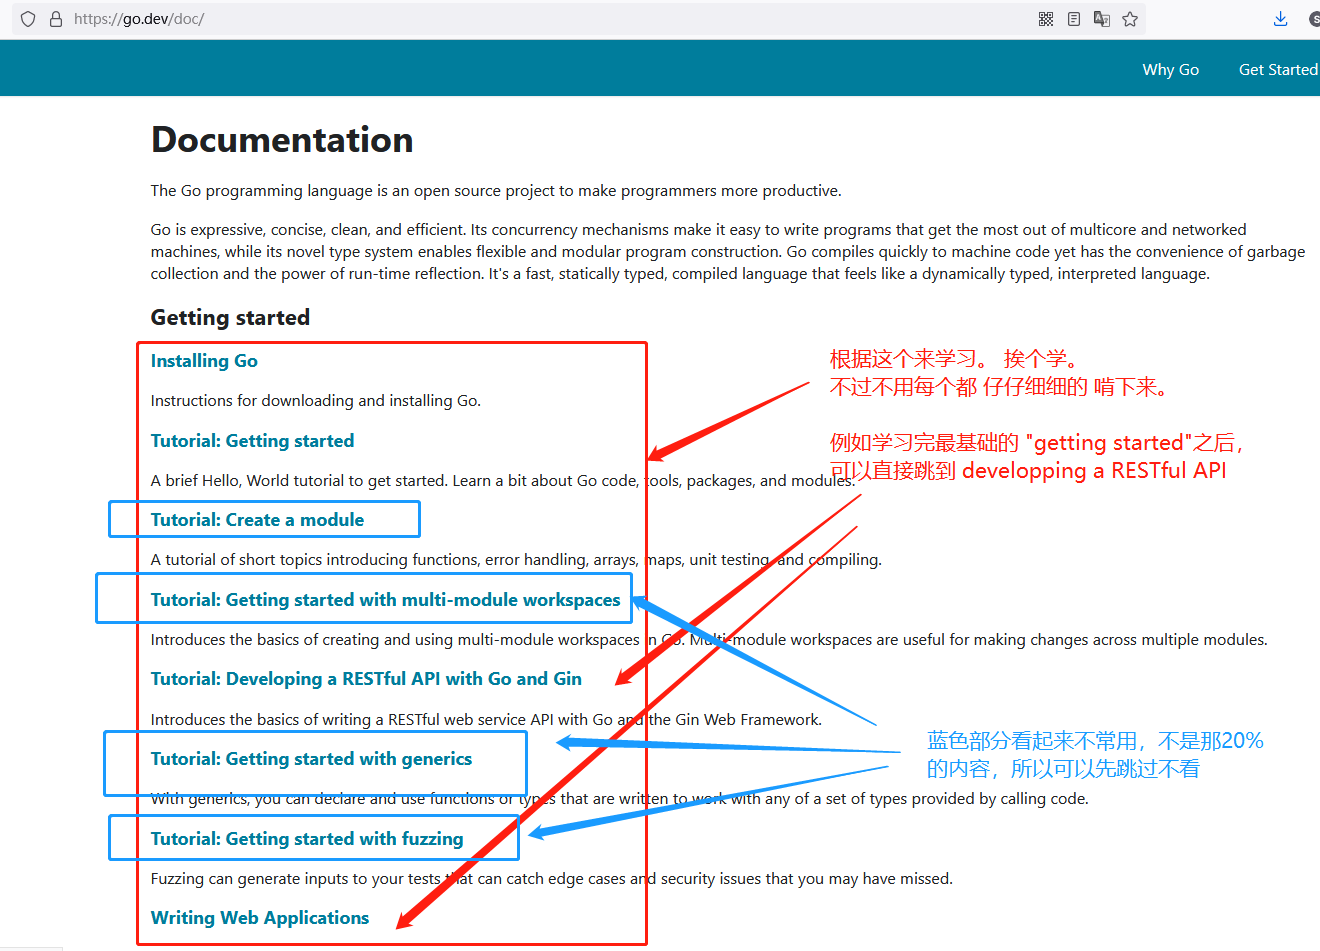 https://go.dev/doc/
Why Go
Get Started
Documentation
The Go programming language is an open source project to make programmers more productive.
Go is expressive, concise, clean, and efficient. Its concurrency mechanisms make it easy to write programs that get the most out of multicore and networked
machines, while its novel type system enables flexible and modular program construction. Go compiles quickly to machine code yet has the convenience of garbage
collection and the power of run-time reflection. It's a fast, statically typed, compiled language that feels like a dynamically typed, interpreted language.
Getting started
Installing Go
Instructions for downloading and installing Go.
Tutorial: Getting started
A brief Hello, World tutorial to get started. Learn a bit about Go code, tools, packages, and modules.
Tutorial: Create a module
A tutorial of short topics introducing functions, error handling, arrays, maps, unit testing, and compiling.
Tutorial: Getting started with multi-module workspaces
Introduces the basics of creating and using multi-module workspaces in Go. Multi-module workspaces are useful for making changes across multiple modules.
Tutorial: Developing a RESTful API with Go and Gin
Introduces the basics of writing a RESTful web service API with Go and the Gin Web Framework.
Tutorial: Getting started with generics
With generics, you can declare and use functions or types that are written to work with any of a set of types provided by calling code.
Tutorial: Getting started with fuzzing
Fuzzing can generate inputs to your tests that can catch edge cases and security issues that you may have missed.
Writing Web Applications
根据这个来学习。 挨个学。
不过不用每个都 仔仔细细的 啃下来。
例如学习完最基础的 "getting started"之后，
可以直接跳到 developping a RESTful API
蓝色部分看起来不常用，不是那20%
的内容，所以可以先跳过不看